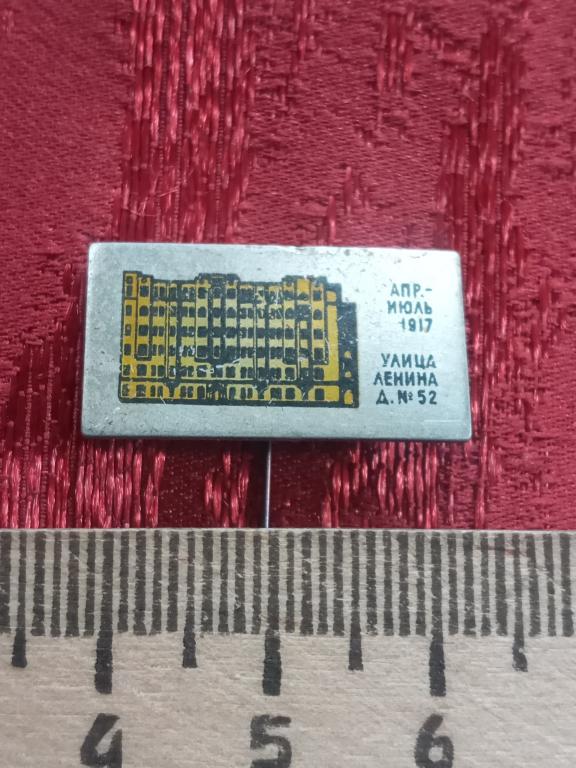 АПР.-
ИЮЛЬ
1917
УЛИЦА
ЛЕНИНА
Д. № 52
4 5 6